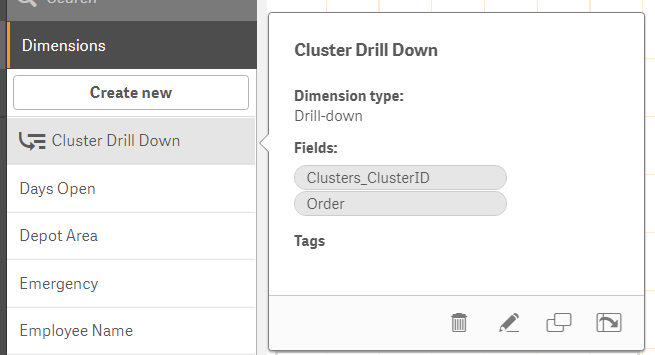 Search
Dimensions
Create new
Cluster Drill Down
Days Open
Depot Area
Emergency
Employee Name
Cluster Drill Down
Dimension type:
Drill-down
Fields:
Clusters_ClusterID
Order
Tags